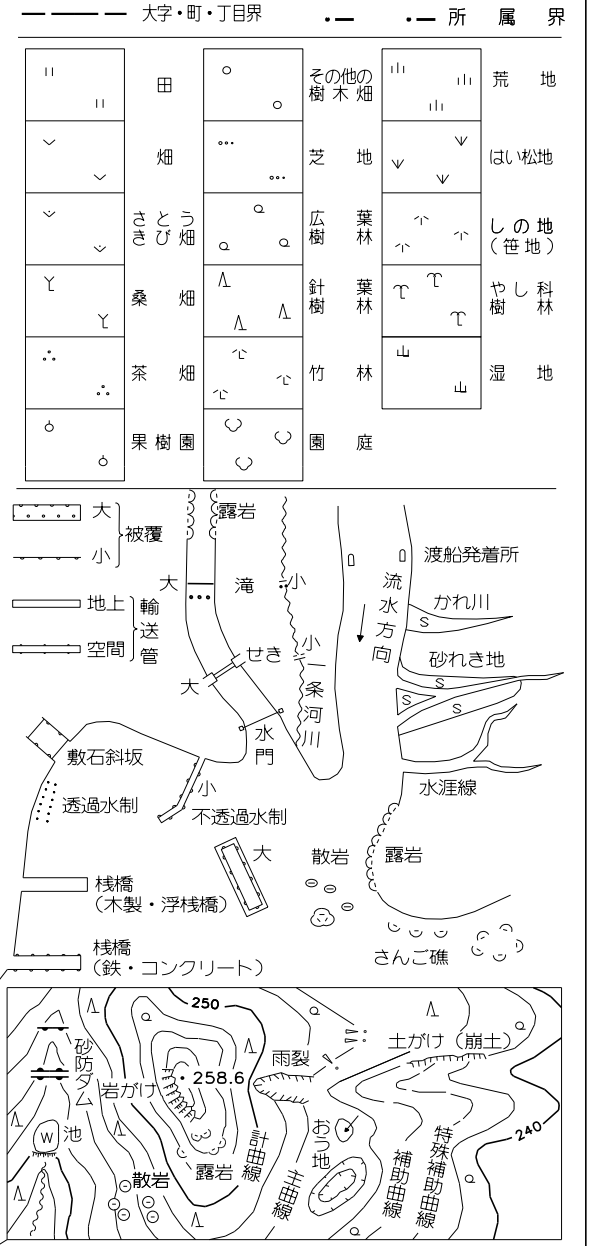 大字・町・丁目界
所属界
田
その他の
樹木畑
荒地
畑
芝地
はい松地
さとう
きび畑
広葉
樹林
しの地
(笹地)
桑畑
針葉
樹林
やし科
樹林
茶畑
竹林
湿地
果樹園
園庭
大
小
被覆
地上
空間
輸送管
露岩
大
滝
小
せき
大
小
一条河川
水門
流水方向
渡船発着所
かれ川
S
砂れき地
S
S
S
水涯線
敷石斜坂
透過水制
小
不透過水制
大
散岩
露岩
桟橋
(木製・浮桟橋)
さんご礁
桟橋
(鉄・コンクリート)
250
砂防ダム
岩がけ
258.6
雨裂
土がけ(崩土)
W
池
散岩
露岩
計曲線
主曲線
おう地
補助曲線
特殊補助曲線
240